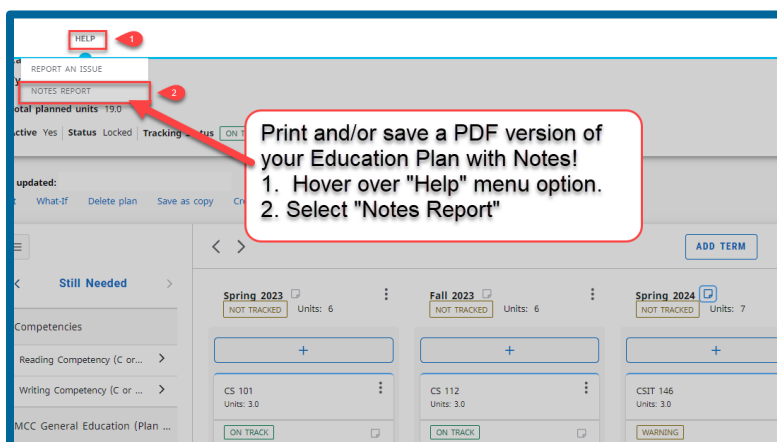 HELP
1
REPORT AN ISSUE
NOTES REPORT
2
otal planned units 19.0
ctive Yes Status Locked Tracking Status ON T
Print and/or save a PDF version of
your Education Plan with Notes!
1. Hover over "Help" menu option.
2. Select "Notes Report"
updated:
What-If Delete plan Save as copy Cr
ADD TERM
Still Needed
Spring 2023
NOT TRACKED Units: 6
Fall 2023
NOT TRACKED Units: 6
Spring 2024
NOT TRACKED Units: 7
Competencies
+ + +
Reading Competency (C or...
Writing Competency (C or ...
CS 101
Units: 3.0
CS 112
Units: 3.0
CSIT 146
Units: 3.0
MCC General Education (Plan ...
ON TRACK
ON TRACK
WARNING